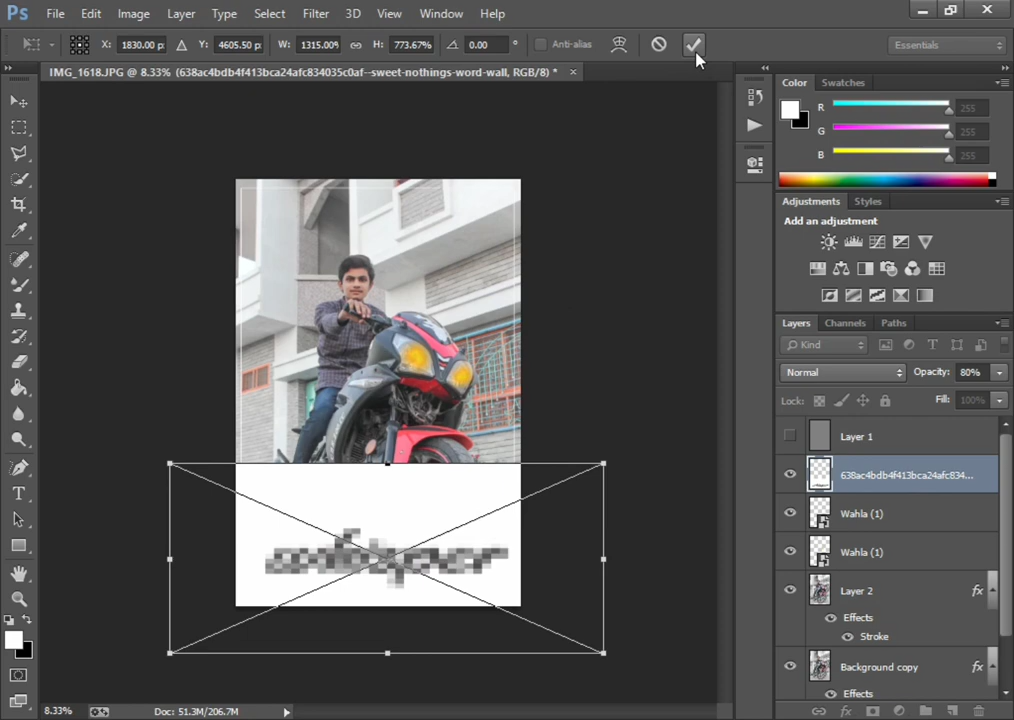 Ps File Edit Image Layer Type Select Filter 3D View Window Help
X: 1830.00 p: Y: 4605.50 p: W: 1315.00% H: 773.67% 0.00 ° Anti-alias Essentials
IMG_1618.JPG @ 8.33% (638ac4bdb4f413bca24afc834035c0af--sweet-nothings-word-wall, RGB/8) * ×
Color Swatches
R 255
G 255
B 255
Adjustments Styles
Add an adjustment
Layers Channels Paths
Kind
Normal Opacity: 80%
Lock: Fill: 100%
Layer 1
638ac4bdb4f413bca24afc834...
Wahla (1)
Wahla (1)
Layer 2 fx
Effects
Stroke
Background copy fx
Effects
8.33% Doc: 51.3M/206.7M